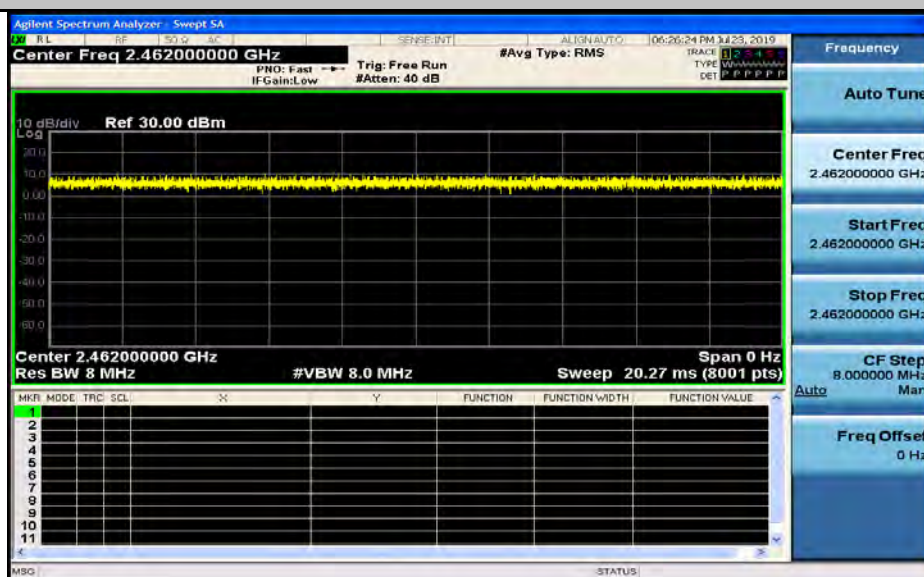 Agilent Spectrum Analyzer - Swept SA
RL RF 50 Ω AC SENSE:INT ALIGNAUTO 06:26:24 PM Jul 23, 2019
Center Freq 2.462000000 GHz
#Avg Type: RMS
TRACE 1 2 3 4 5 6
PNO: Fast
Trig: Free Run
TYPE
IFGain:Low
#Atten: 40 dB
DET P P P P P P
10 dB/div Ref 30.00 dBm
Log
20.0
10.0
0.00
-10.0
-20.0
-30.0
-40.0
-50.0
-60.0
Center 2.462000000 GHz Span 0 Hz
Res BW 8 MHz #VBW 8.0 MHz Sweep 20.27 ms (8001 pts)
MKR MODE TRC SCL X Y FUNCTION FUNCTION WIDTH FUNCTION VALUE
1
2
3
4
5
6
7
8
9
10
11
MSG STATUS
Frequency
Auto Tune
Center Freq
2.462000000 GHz
Start Freq
2.462000000 GHz
Stop Freq
2.462000000 GHz
CF Step
8.000000 MHz
Auto Man
Freq Offset
0 Hz